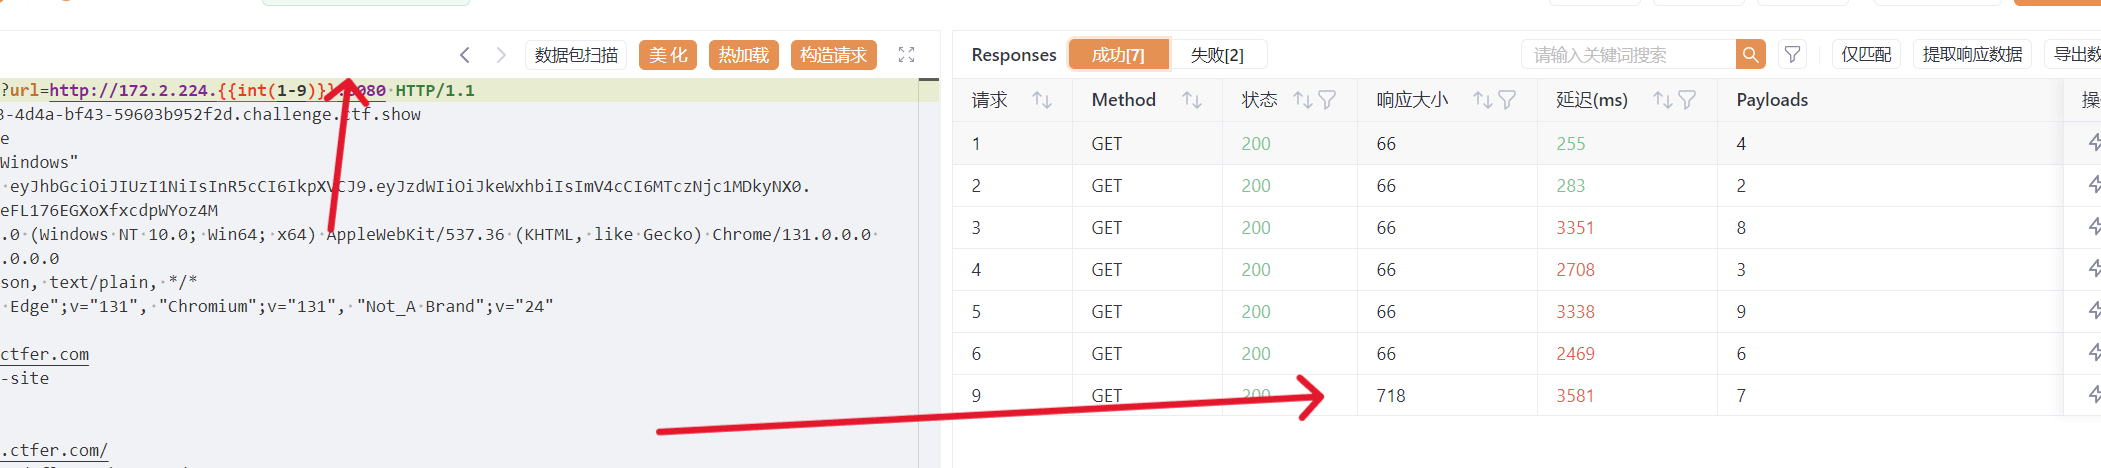 数据包扫描
美 化
热加载
构造请求
?url=http://172.2.224.{{int(1-9)}}:8080·HTTP/1.1
3-4d4a-bf43-59603b952f2d.challenge.ctf.show
e
Windows"
·eyJhbGciOiJIUzI1NiIsInR5cCI6IkpXVCJ9.eyJzdWIiOiJkeWxhbiIsImV4cCI6MTczNjc1MDkyNX0.
eFL176EGXoXfxcdpWYoz4M
.0·(Windows·NT·10.0;·Win64;·x64)·AppleWebKit/537.36·(KHTML,·like·Gecko)·Chrome/131.0.0.0·
.0.0.0
son,·text/plain,·*/*
·Edge";v="131",·"Chromium";v="131",·"Not_A·Brand";v="24"
ctfer.com
-site
.ctfer.com/
Responses
成功[7]
失败[2]
请输入关键词搜索
仅匹配
提取响应数据
导出数
请求 Method 状态 响应大小 延迟(ms) Payloads
1 GET 200 66 255 4
2 GET 200 66 283 2
3 GET 200 66 3351 8
4 GET 200 66 2708 3
5 GET 200 66 3338 9
6 GET 200 66 2469 6
9 GET 200 718 3581 7